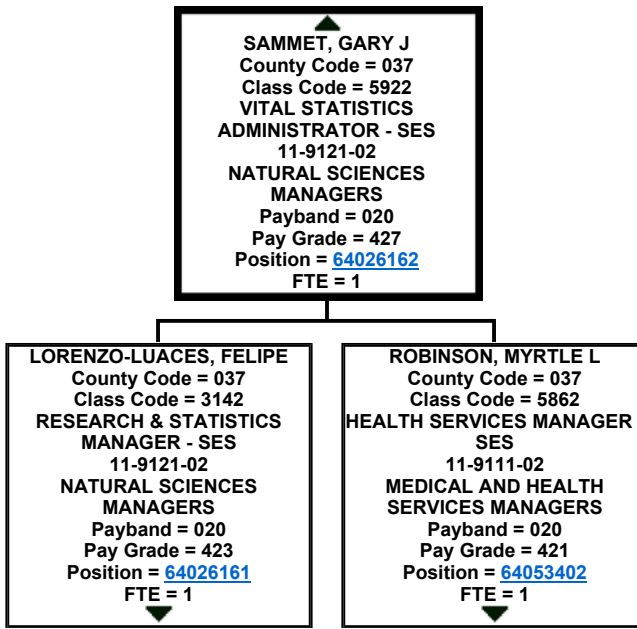 SAMMET, GARY J
County Code = 037
Class Code = 5922
VITAL STATISTICS
ADMINISTRATOR - SES
11-9121-02
NATURAL SCIENCES
MANAGERS
Payband = 020
Pay Grade = 427
Position = 64026162
FTE = 1
LORENZO-LUACES, FELIPE
County Code = 037
Class Code = 3142
RESEARCH & STATISTICS
MANAGER - SES
11-9121-02
NATURAL SCIENCES
MANAGERS
Payband = 020
Pay Grade = 423
Position = 64026161
FTE = 1
ROBINSON, MYRTLE L
County Code = 037
Class Code = 5862
HEALTH SERVICES MANAGER
SES
11-9111-02
MEDICAL AND HEALTH
SERVICES MANAGERS
Payband = 020
Pay Grade = 421
Position = 64053402
FTE = 1